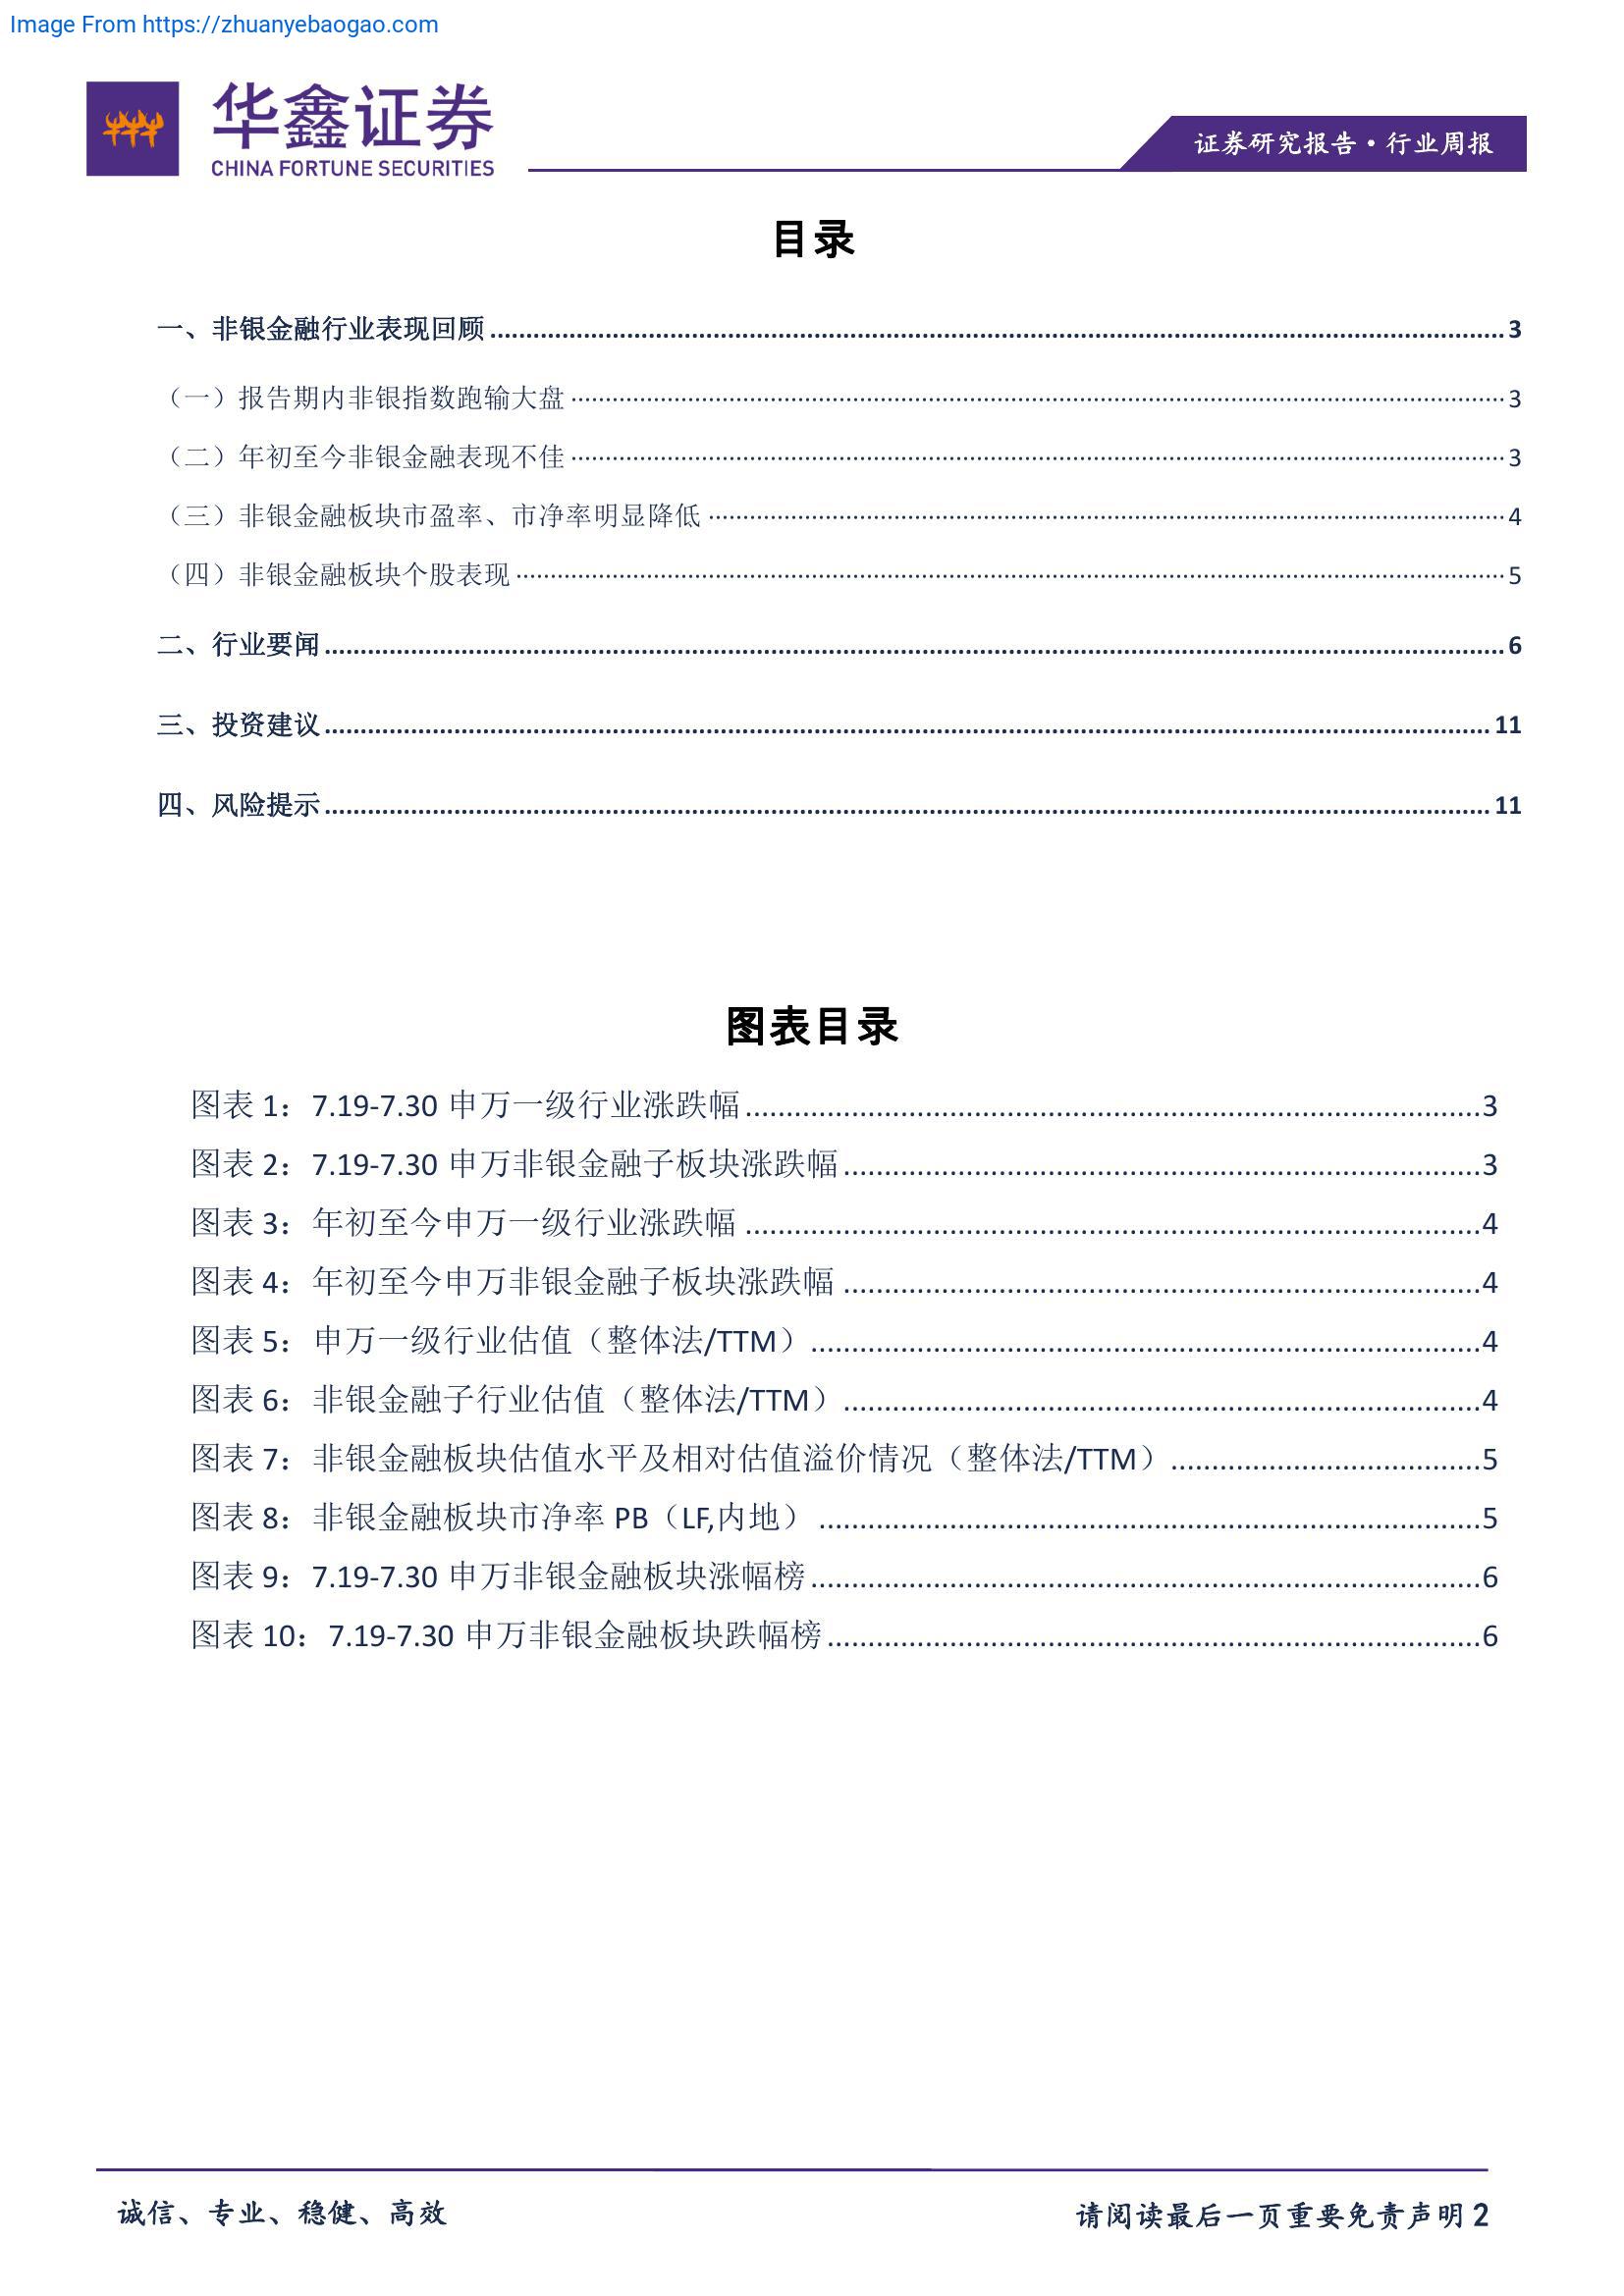 Image From https://zhuanyebaogao.com
华鑫证券
CHINA FORTUNE SECURITIES
证券研究报告·行业周报
目录
一、非银金融行业表现回顾 3
（一）报告期内非银指数跑输大盘 3
（二）年初至今非银金融表现不佳 3
（三）非银金融板块市盈率、市净率明显降低 4
（四）非银金融板块个股表现 5
二、行业要闻 6
三、投资建议 11
四、风险提示 11
图表目录
图表 1：7.19-7.30 申万一级行业涨跌幅 3
图表 2：7.19-7.30 申万非银金融子板块涨跌幅 3
图表 3：年初至今申万一级行业涨跌幅 4
图表 4：年初至今申万非银金融子板块涨跌幅 4
图表 5：申万一级行业估值（整体法/TTM） 4
图表 6：非银金融子行业估值（整体法/TTM） 4
图表 7：非银金融板块估值水平及相对估值溢价情况（整体法/TTM） 5
图表 8：非银金融板块市净率 PB（LF,内地） 5
图表 9：7.19-7.30 申万非银金融板块涨幅榜 6
图表 10：7.19-7.30 申万非银金融板块跌幅榜 6
诚信、专业、稳健、高效
请阅读最后一页重要免责声明 2